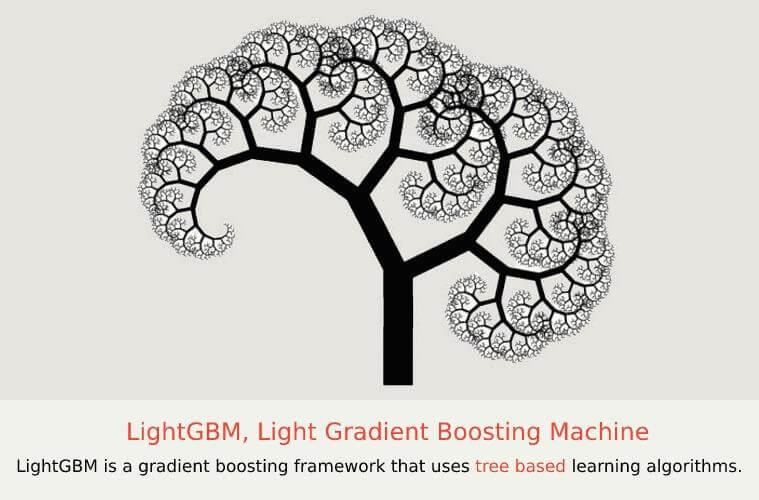 LightGBM, Light Gradient Boosting Machine
LightGBM is a gradient boosting framework that uses tree based learning algorithms.